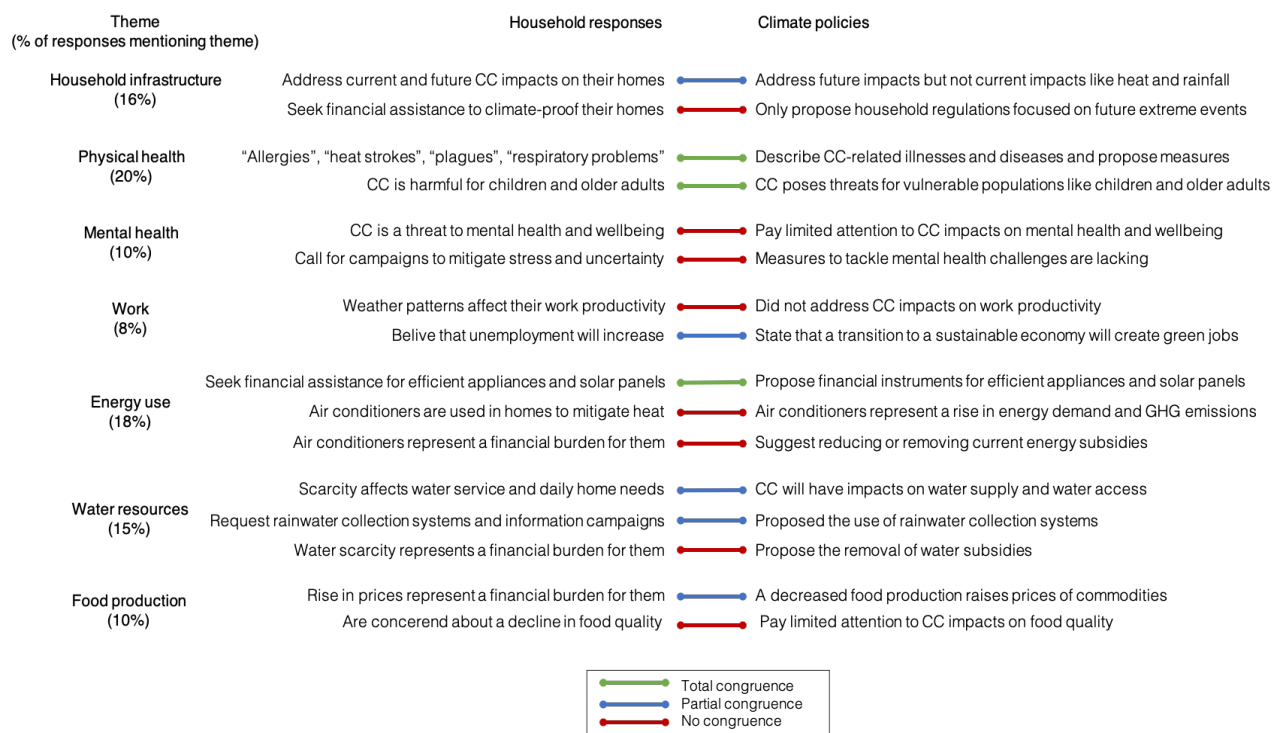 Theme
(% of responses mentioning theme)
Household responses
Climate policies
Household infrastructure
(16%)
Address current and future CC impacts on their homes
Address future impacts but not current impacts like heat and rainfall
Seek financial assistance to climate-proof their homes
Only propose household regulations focused on future extreme events
Physical health
(20%)
“Allergies”, “heat strokes”, “plagues”, “respiratory problems”
Describe CC-related illnesses and diseases and propose measures
CC is harmful for children and older adults
CC poses threats for vulnerable populations like children and older adults
Mental health
(10%)
CC is a threat to mental health and wellbeing
Pay limited attention to CC impacts on mental health and wellbeing
Call for campaigns to mitigate stress and uncertainty
Measures to tackle mental health challenges are lacking
Work
(8%)
Weather patterns affect their work productivity
Did not address CC impacts on work productivity
Belive that unemployment will increase
State that a transition to a sustainable economy will create green jobs
Energy use
(18%)
Seek financial assistance for efficient appliances and solar panels
Propose financial instruments for efficient appliances and solar panels
Air conditioners are used in homes to mitigate heat
Air conditioners represent a rise in energy demand and GHG emissions
Air conditioners represent a financial burden for them
Suggest reducing or removing current energy subsidies
Water resources
(15%)
Scarcity affects water service and daily home needs
CC will have impacts on water supply and water access
Request rainwater collection systems and information campaigns
Proposed the use of rainwater collection systems
Water scarcity represents a financial burden for them
Propose the removal of water subsidies
Food production
(10%)
Rise in prices represent a financial burden for them
A decreased food production raises prices of commodities
Are concerend about a decline in food quality
Pay limited attention to CC impacts on food quality
Total congruence
Partial congruence
No congruence